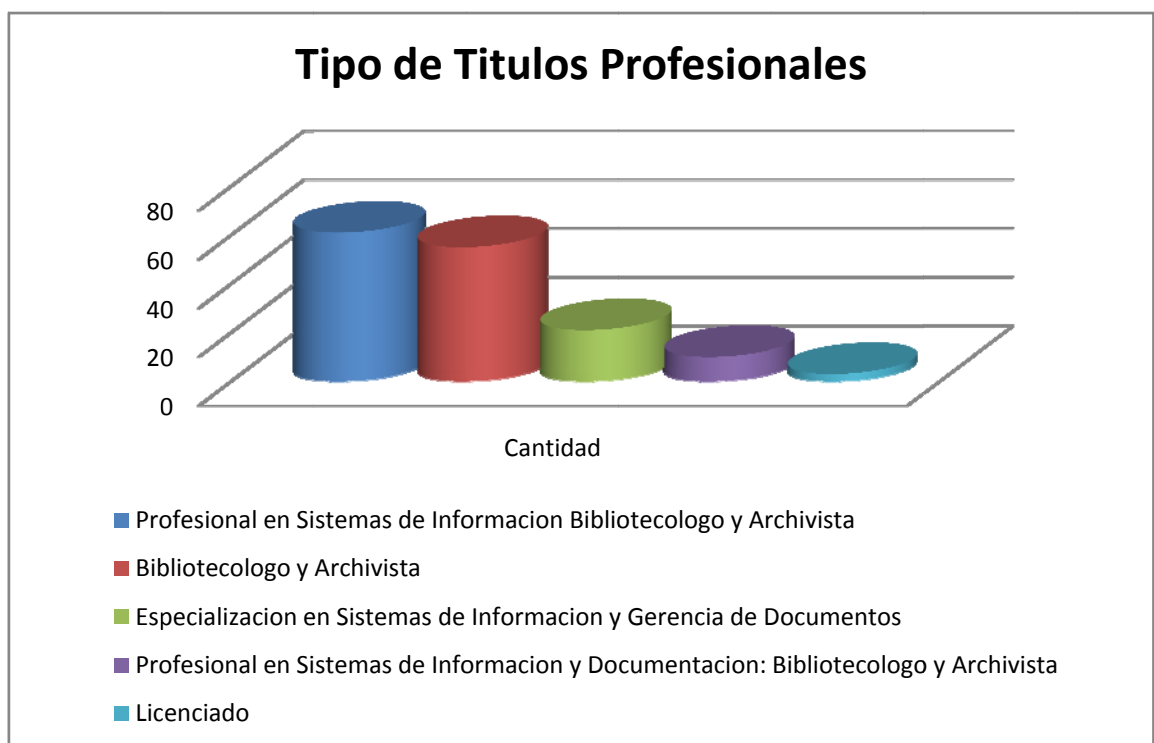 Tipo de Titulos Profesionales
80
60
40
20
0
Cantidad
Profesional en Sistemas de Informacion Bibliotecologo y Archivista
Bibliotecologo y Archivista
Especializacion en Sistemas de Informacion y Gerencia de Documentos
Profesional en Sistemas de Informacion y Documentacion: Bibliotecologo y Archivista
Licenciado